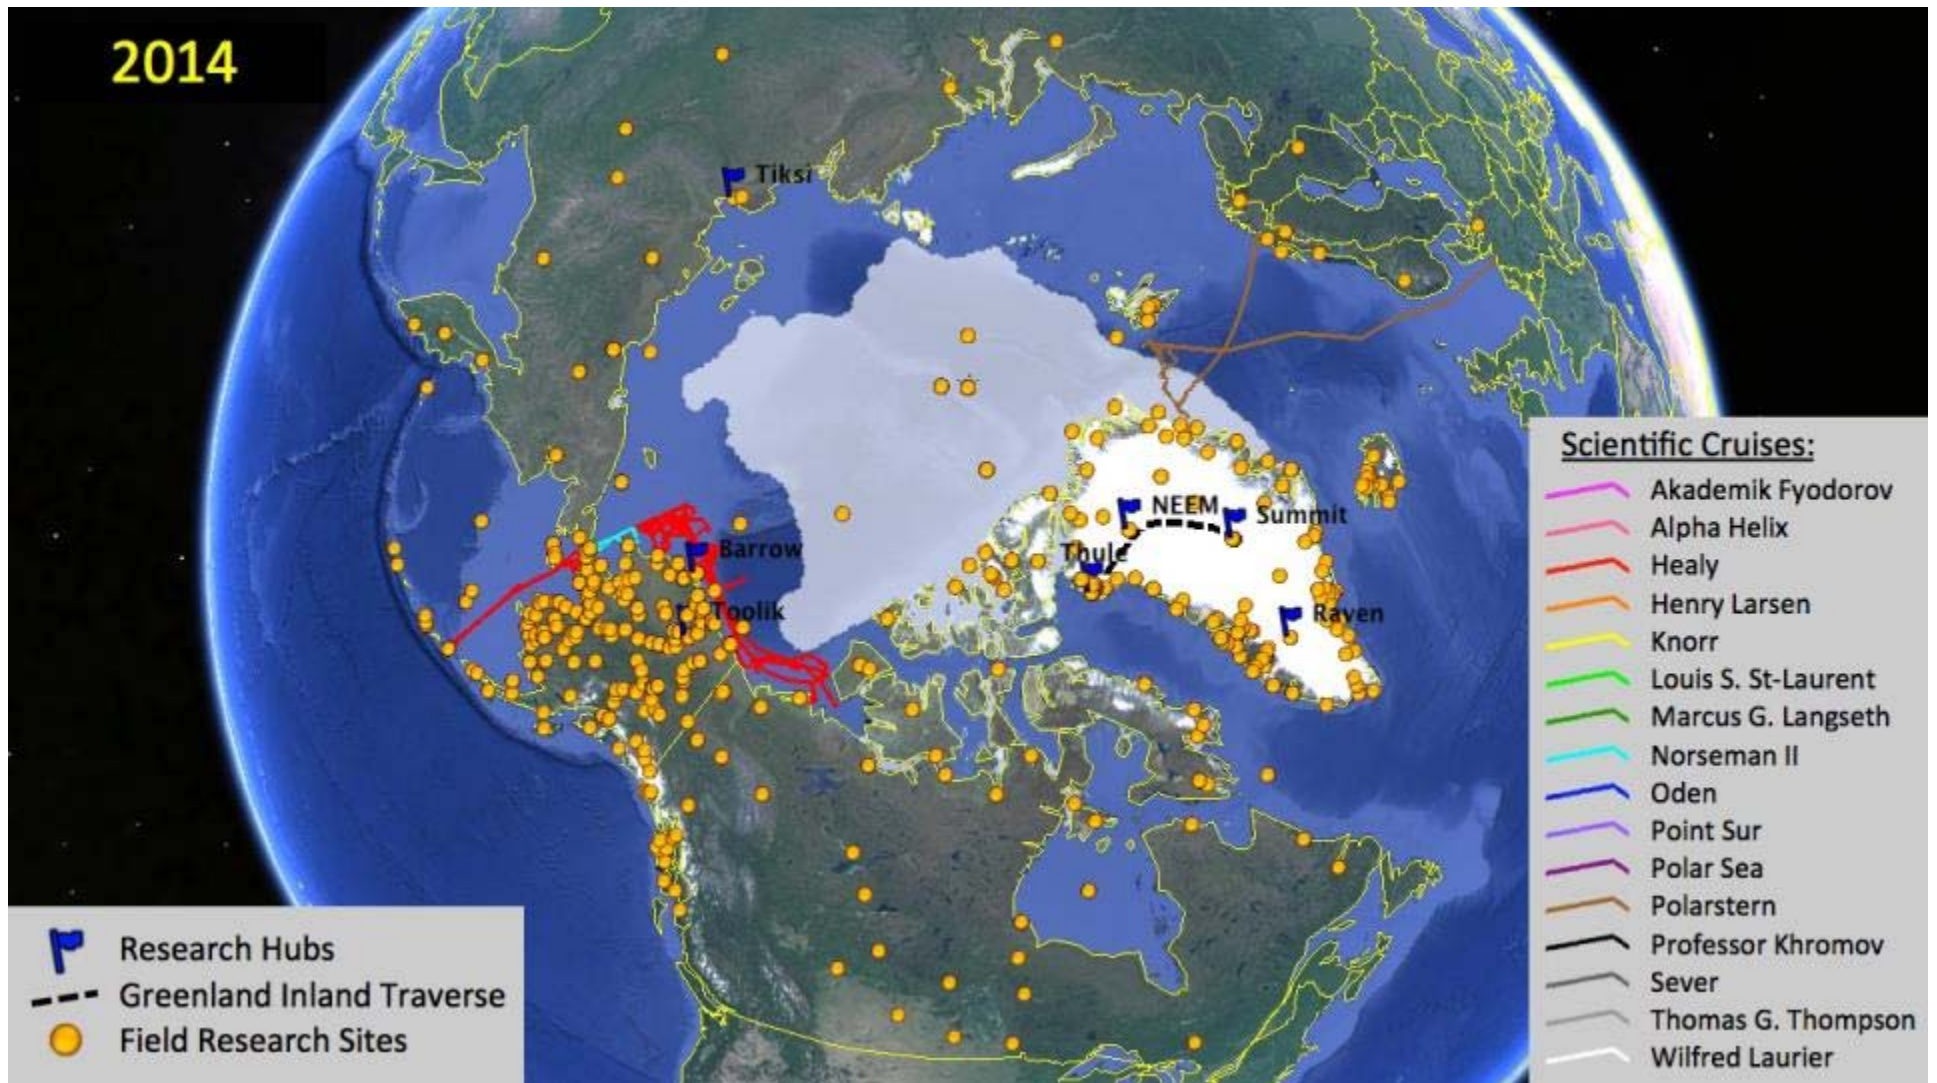 2014
Tiksi
NEEM
Summit
Barrow
Thule
Toolik
Raven
Scientific Cruises:
Akademik Fyodorov
Alpha Helix
Healy
Henry Larsen
Knorr
Louis S. St-Laurent
Marcus G. Langseth
Norseman II
Oden
Point Sur
Polar Sea
Polarstern
Professor Khromov
Sever
Thomas G. Thompson
Wilfred Laurier
Research Hubs
Greenland Inland Traverse
Field Research Sites